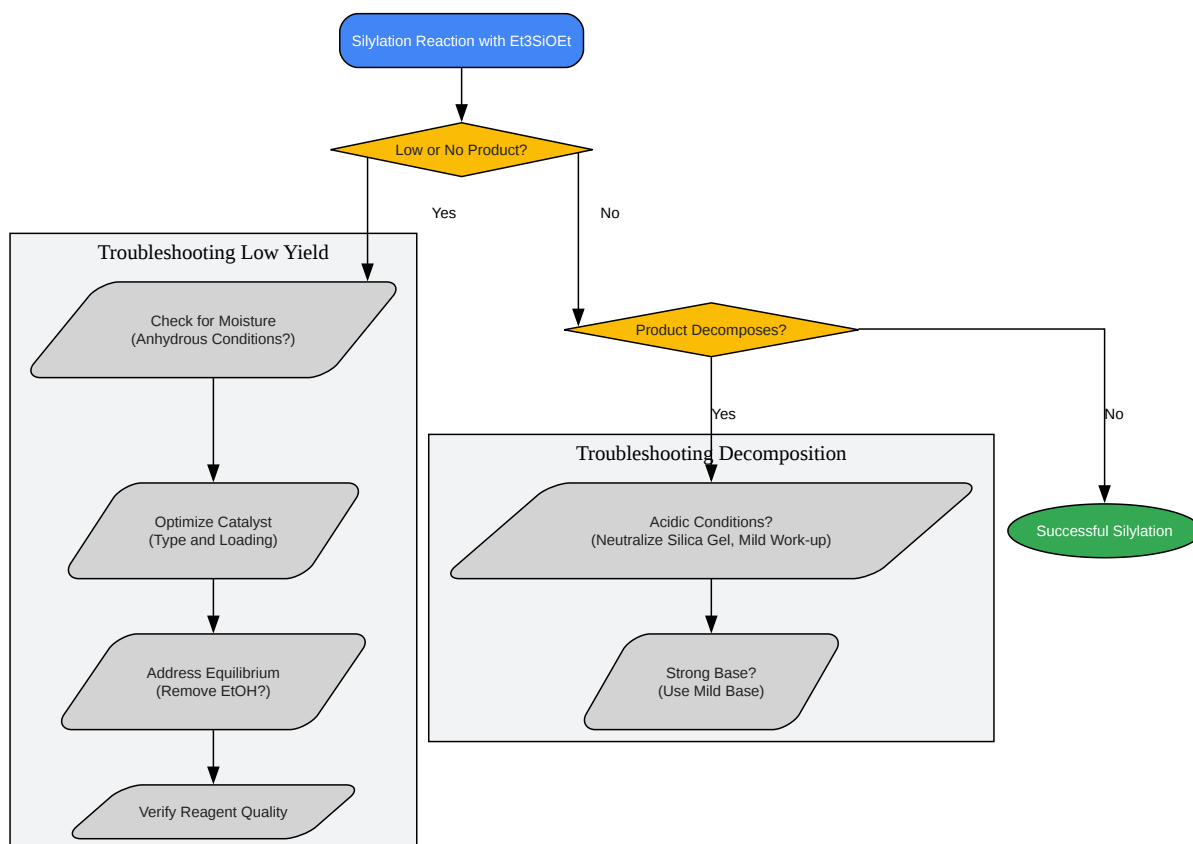 Silylation Reaction with Et3SiOEt
Low or No Product?
Yes
No
Troubleshooting Low Yield
Check for Moisture
(Anhydrous Conditions?)
Optimize Catalyst
(Type and Loading)
Address Equilibrium
(Remove EtOH?)
Verify Reagent Quality
Product Decomposes?
Yes
No
Troubleshooting Decomposition
Acidic Conditions?
(Neutralize Silica Gel, Mild Work-up)
Strong Base?
(Use Mild Base)
Successful Silylation